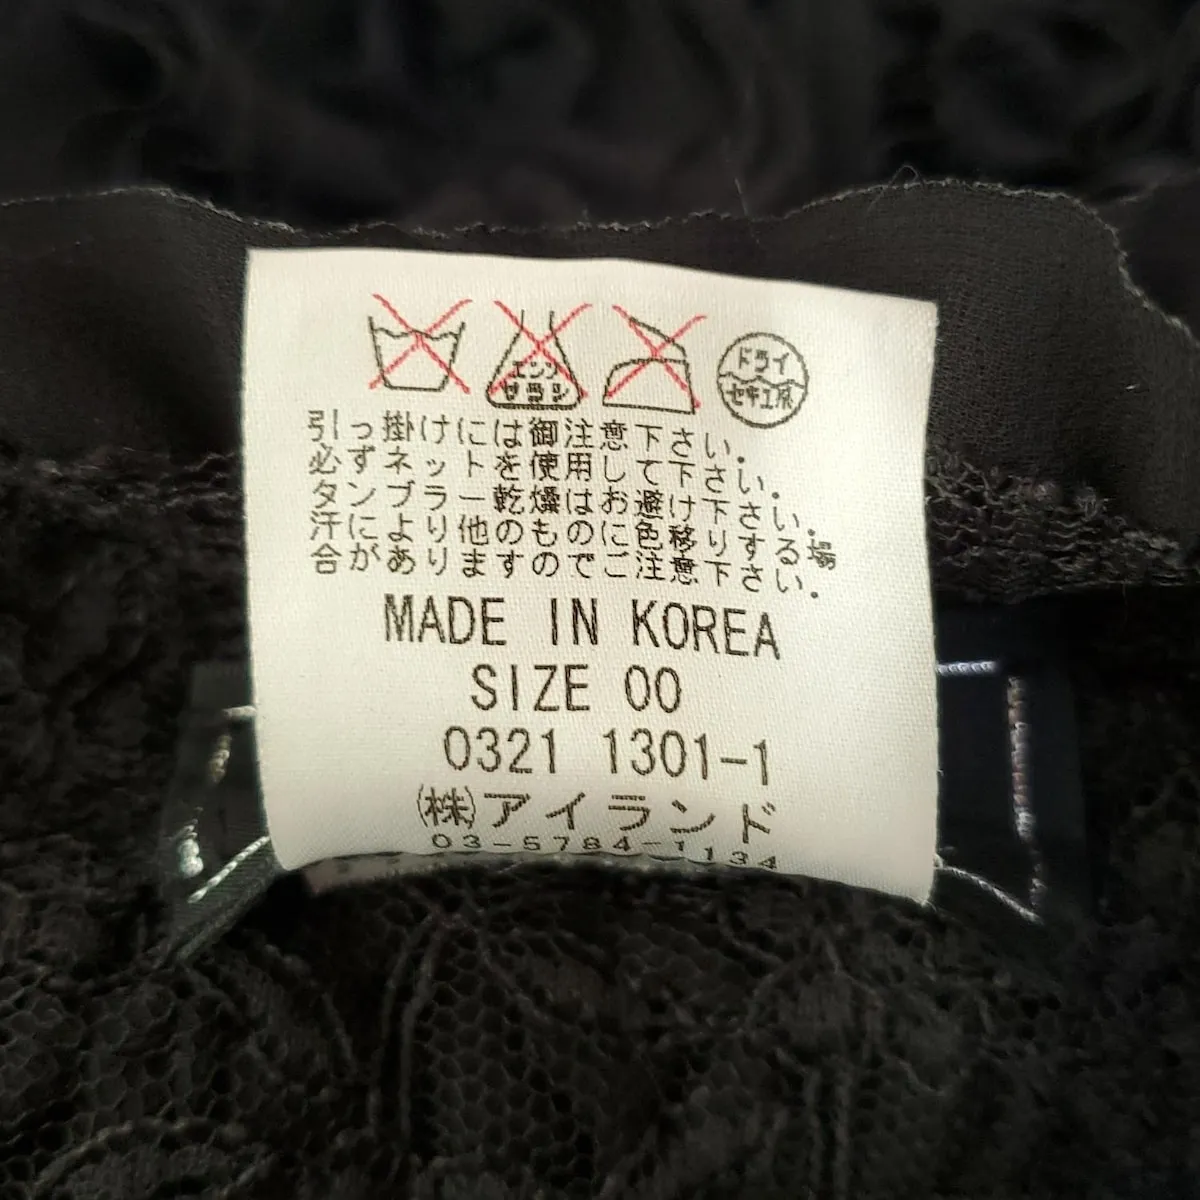 エンソ
サラシ
ドライ
セキユ系
引っ掛けには御注意下さい.
必ずネットを使用して下さい.
タンブラー乾燥はお避け下さい.
汗により他のものに色移りする場
合がありますのでご注意下さい.
MADE IN KOREA
SIZE 00
0321 1301-1
㈱アイランド
03-5784-1134